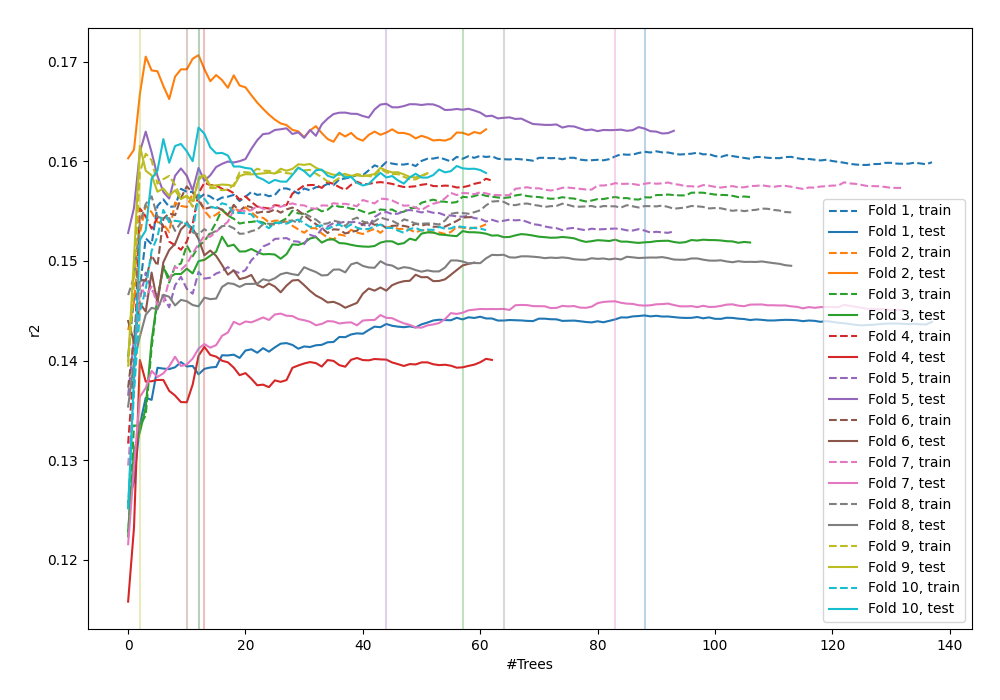 0.17
0.16
0.15
0.14
0.13
0.12
r2
0
20
40
60
80
100
120
140
#Trees
Fold 1, train
Fold 1, test
Fold 2, train
Fold 2, test
Fold 3, train
Fold 3, test
Fold 4, train
Fold 4, test
Fold 5, train
Fold 5, test
Fold 6, train
Fold 6, test
Fold 7, train
Fold 7, test
Fold 8, train
Fold 8, test
Fold 9, train
Fold 9, test
Fold 10, train
Fold 10, test